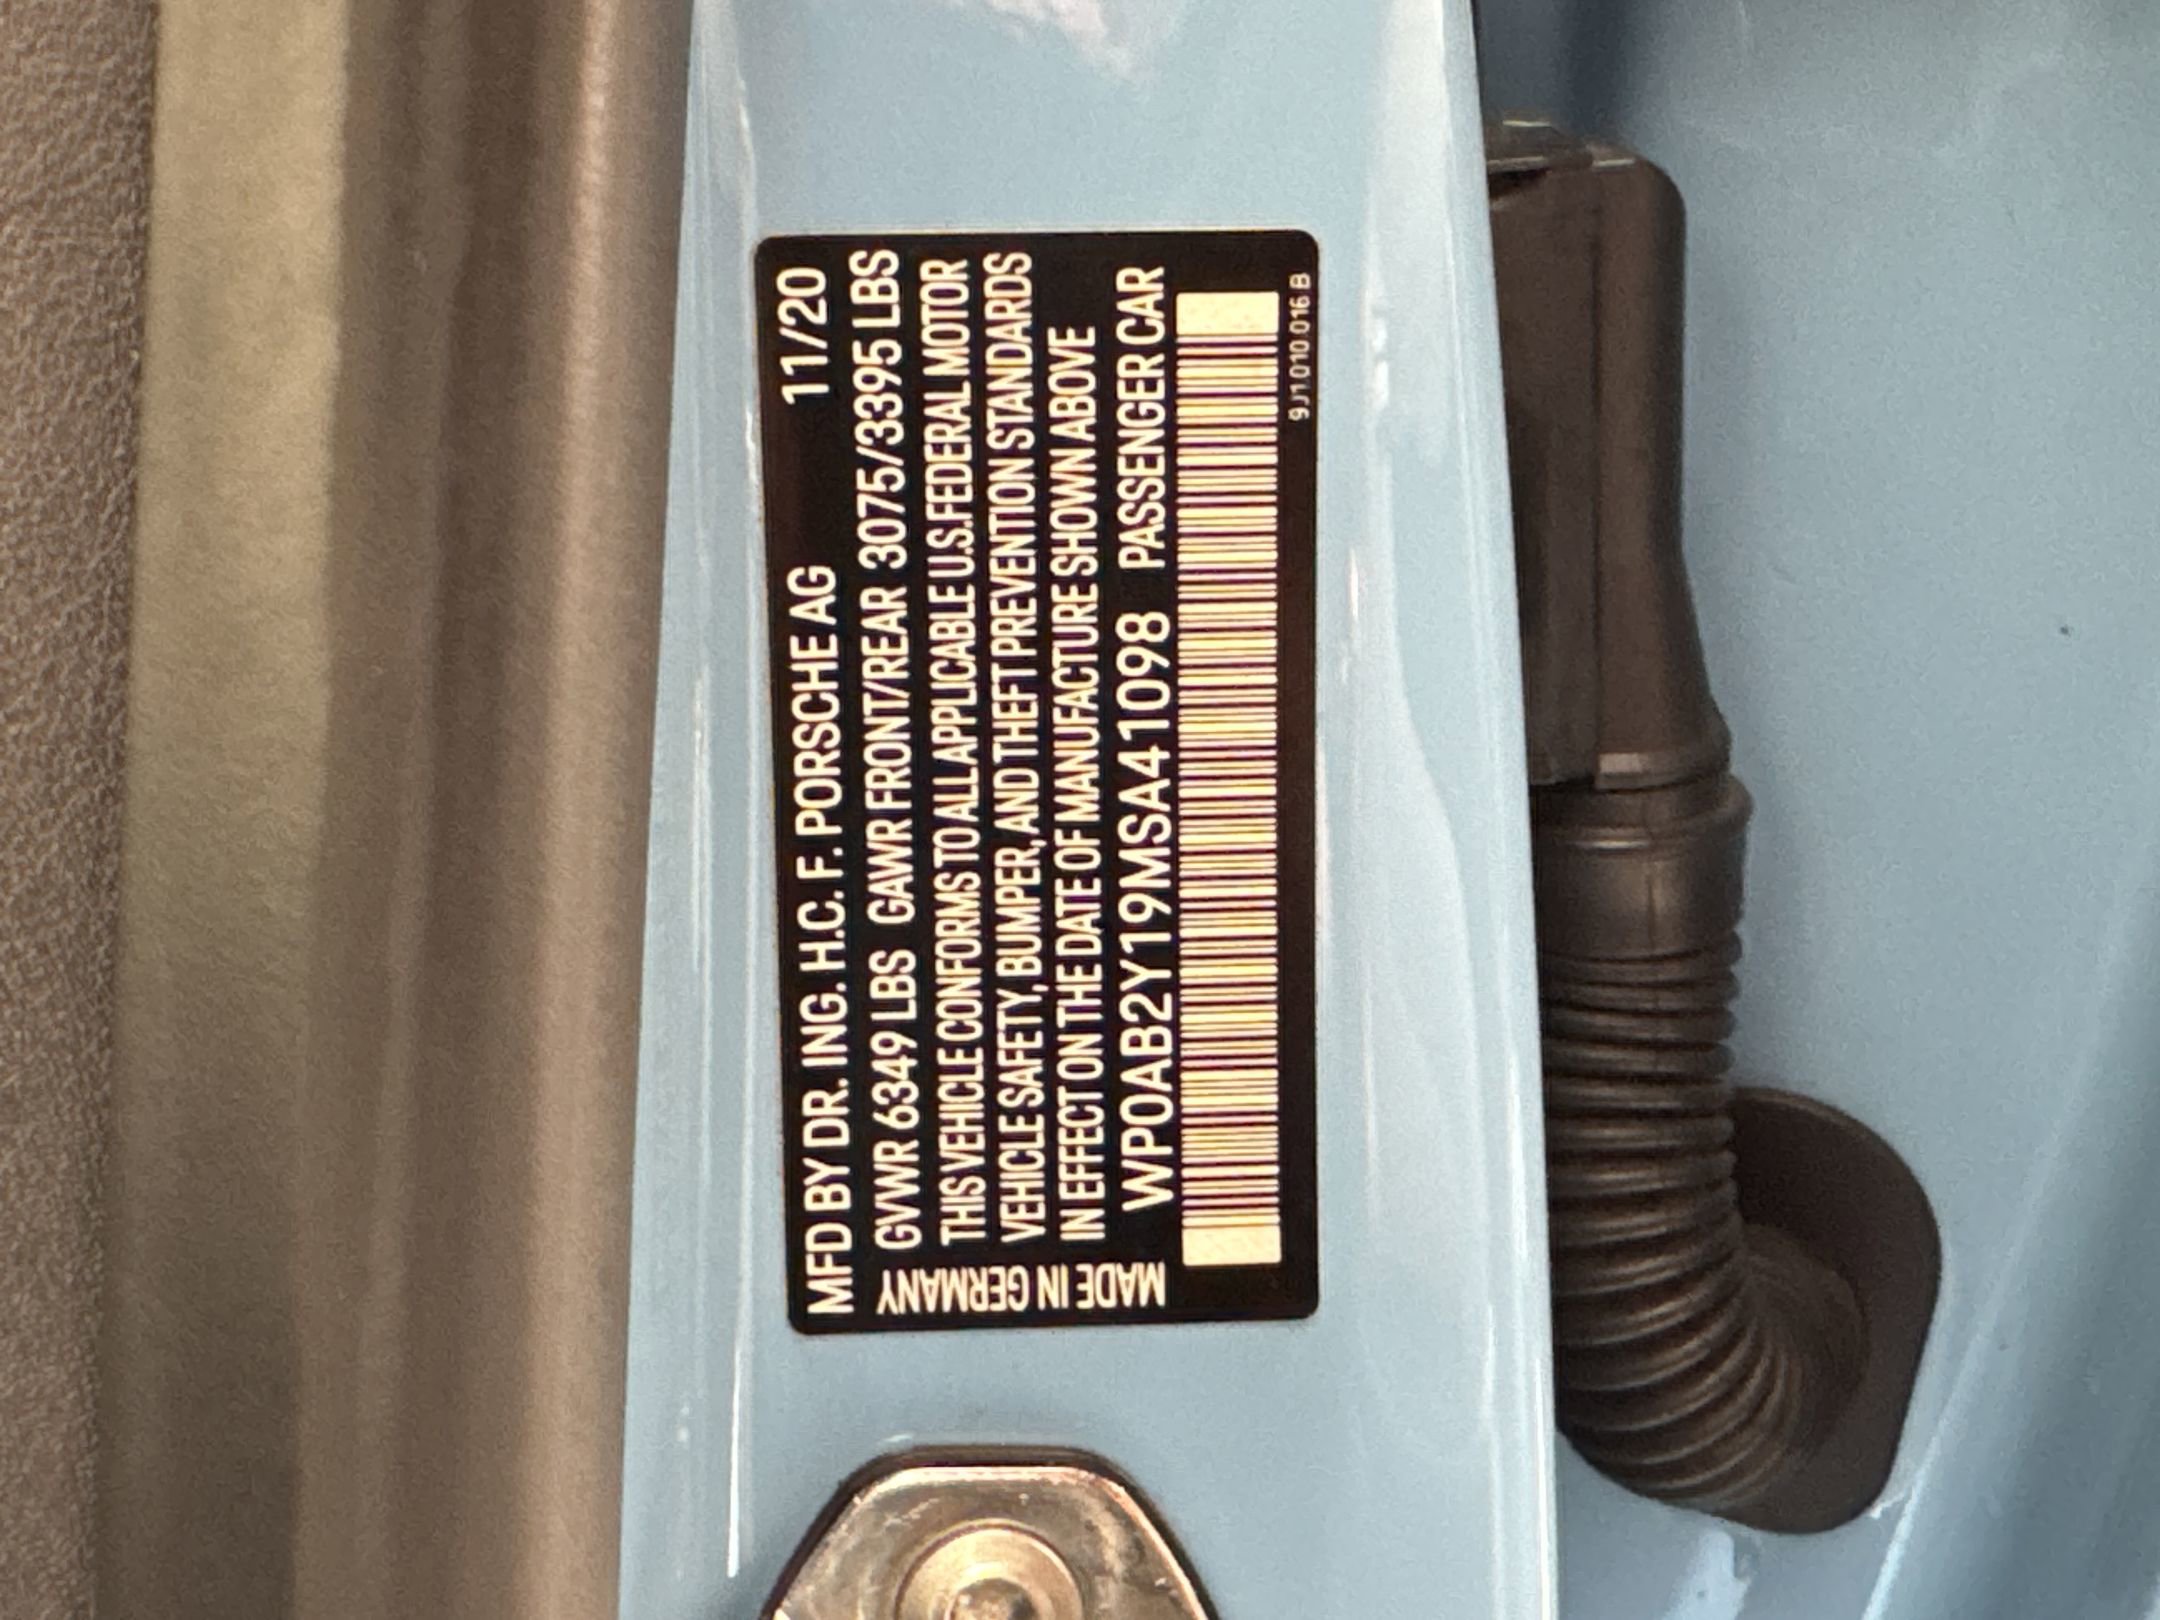 MFD BY DR. ING. H.C. F. PORSCHE AG 11/20
GVWR 6349 LBS GAWR FRONT/REAR 3075/3395 LBS
THIS VEHICLE CONFORMS TO ALL APPLICABLE U.S. FEDERAL MOTOR
VEHICLE SAFETY, BUMPER, AND THEFT PREVENTION STANDARDS
IN EFFECT ON THE DATE OF MANUFACTURE SHOWN ABOVE
WP0AB2Y19MSA41098 PASSENGER CAR
MADE IN GERMANY
9J1.010.016 B